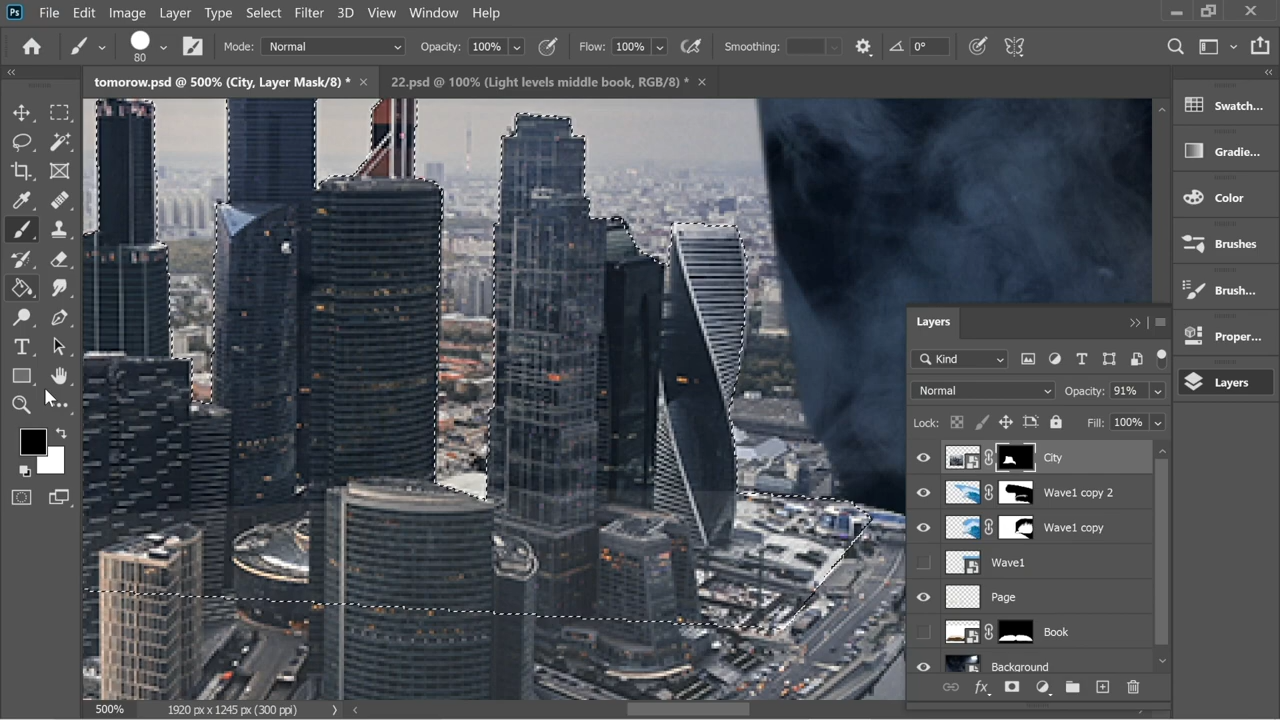 Ps File Edit Image Layer Type Select Filter 3D View Window Help
80 Mode: Normal Opacity: 100% Flow: 100% Smoothing: 0°
tomorow.psd @ 500% (City, Layer Mask/8) * × 22.psd @ 100% (Light levels middle book, RGB/8) * ×
Swatch...
Gradie...
Color
Brushes
Brush...
Proper...
Layers
Layers
Kind
Normal Opacity: 91%
Lock: Fill: 100%
City
Wave1 copy 2
Wave1 copy
Wave1
Page
Book
Background
fx
500% 1920 px x 1245 px (300 ppi)